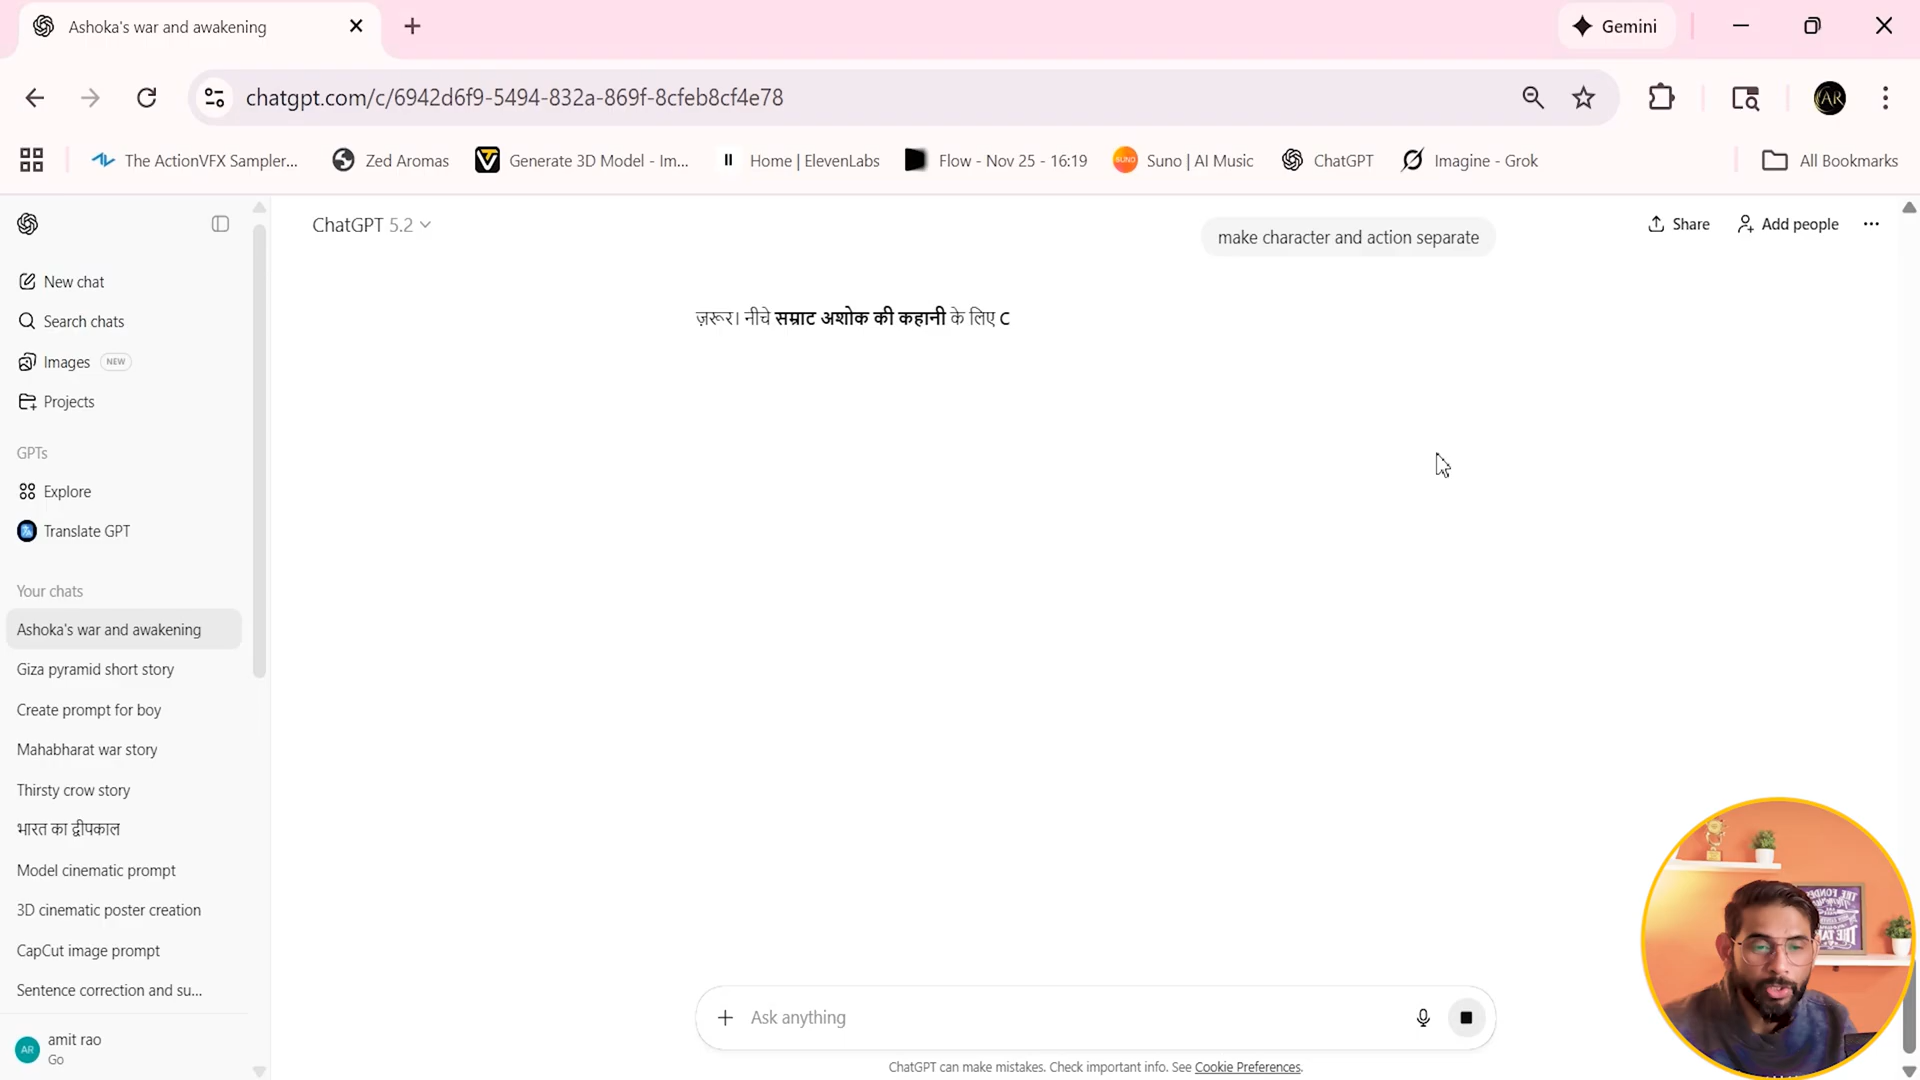 Ashoka's war and awakening
Gemini
chatgpt.com/c/6942d6f9-5494-832a-869f-8cfeb8cf4e78
AR
The ActionVFX Sampler...
Zed Aromas
Generate 3D Model - Im...
Home | ElevenLabs
Flow - Nov 25 - 16:19
SUNO
Suno | AI Music
ChatGPT
Imagine - Grok
All Bookmarks
ChatGPT 5.2
make character and action separate
Share
Add people
New chat
Search chats
Images NEW
Projects
GPTs
Explore
Translate GPT
Your chats
Ashoka's war and awakening
Giza pyramid short story
Create prompt for boy
Mahabharat war story
Thirsty crow story
भारत का द्वीपकाल
Model cinematic prompt
3D cinematic poster creation
CapCut image prompt
Sentence correction and su...
AR
amit rao
Go
ज़रूर। नीचे सम्राट अशोक की कहानी के लिए C
Ask anything
ChatGPT can make mistakes. Check important info. See Cookie Preferences.